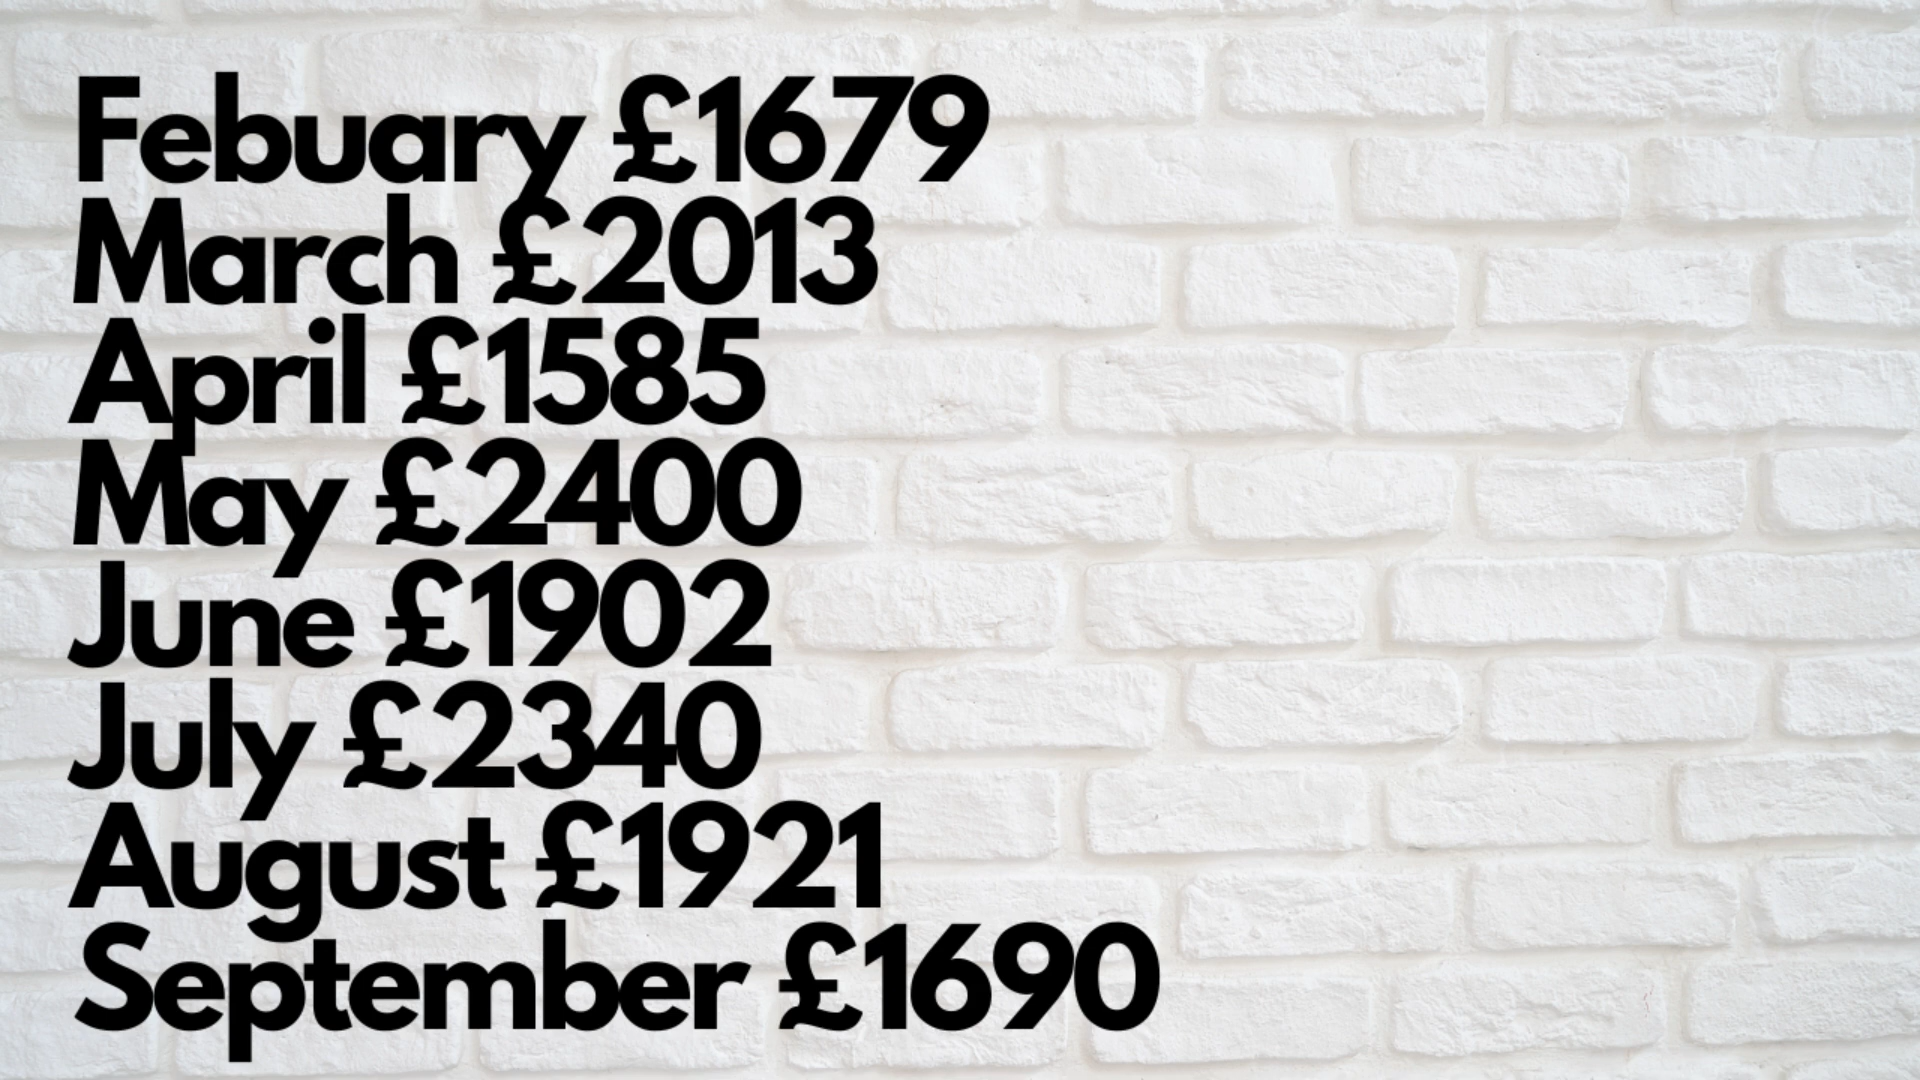 Febuary £1679
March £2013
April £1585
May £2400
June £1902
July £2340
August £1921
September £1690